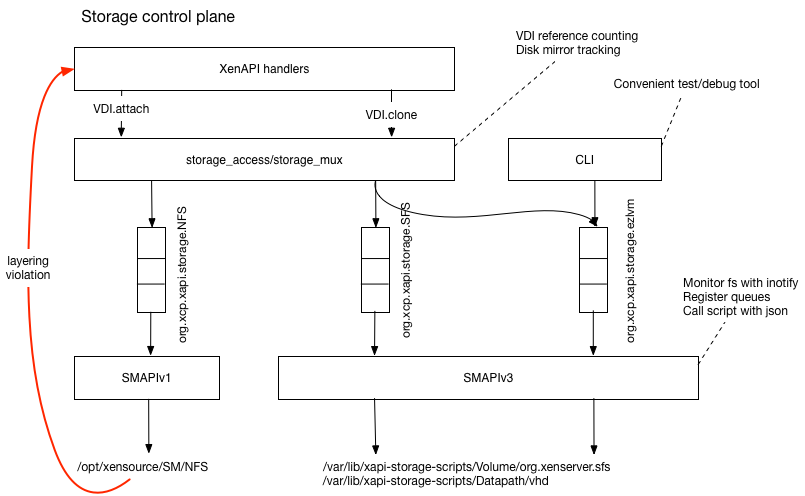 Storage control plane
VDI reference counting
Disk mirror tracking
XenAPI handlers
Convenient test/debug tool
VDI.attach
VDI.clone
storage_access/storage_mux
CLI
org.xcp.xapi.storage.NFS
org.xcp.xapi.storage.SFS
org.xcp.xapi.storage.ezlvm
layering
violation
Monitor fs with inotify
Register queues
Call script with json
SMAPIv1
SMAPIv3
/opt/xensource/SM/NFS
/var/lib/xapi-storage-scripts/Volume/org.xenserver.sfs
/var/lib/xapi-storage-scripts/Datapath/vhd